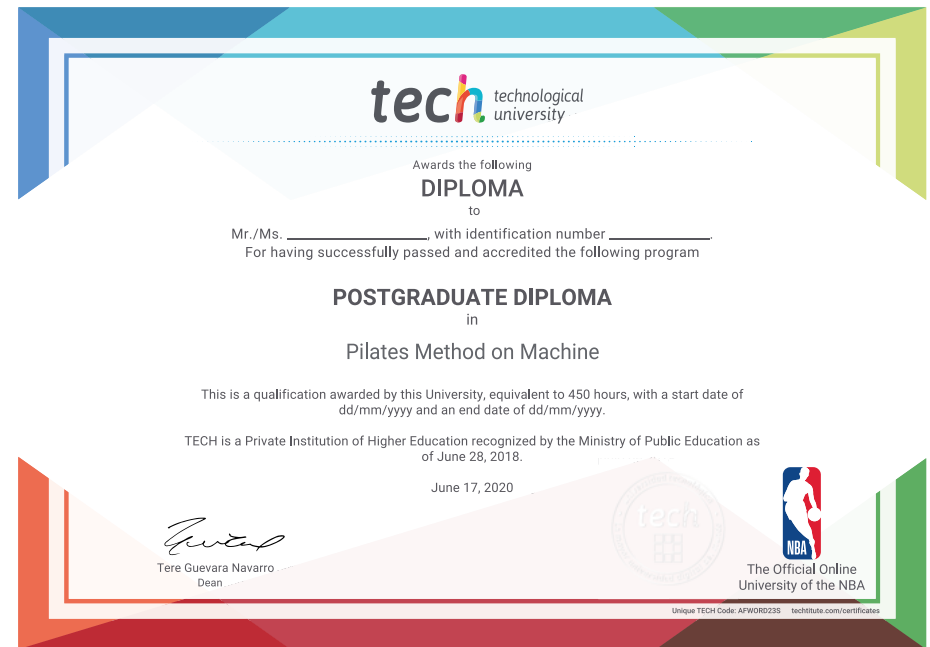 tech technological
university
Awards the following
DIPLOMA
to
Mr./Ms. ____________, with identification number ____________.
For having successfully passed and accredited the following program
POSTGRADUATE DIPLOMA
in
Pilates Method on Machine
This is a qualification awarded by this University, equivalent to 450 hours, with a start date of
dd/mm/yyyy and an end date of dd/mm/yyyy.
TECH is a Private Institution of Higher Education recognized by the Ministry of Public Education as
of June 28, 2018.
June 17, 2020
tech
NBA
Tere Guevara Navarro
Dean
The Official Online
University of the NBA
Unique TECH Code: AFWORD23S techtitute.com/certificates